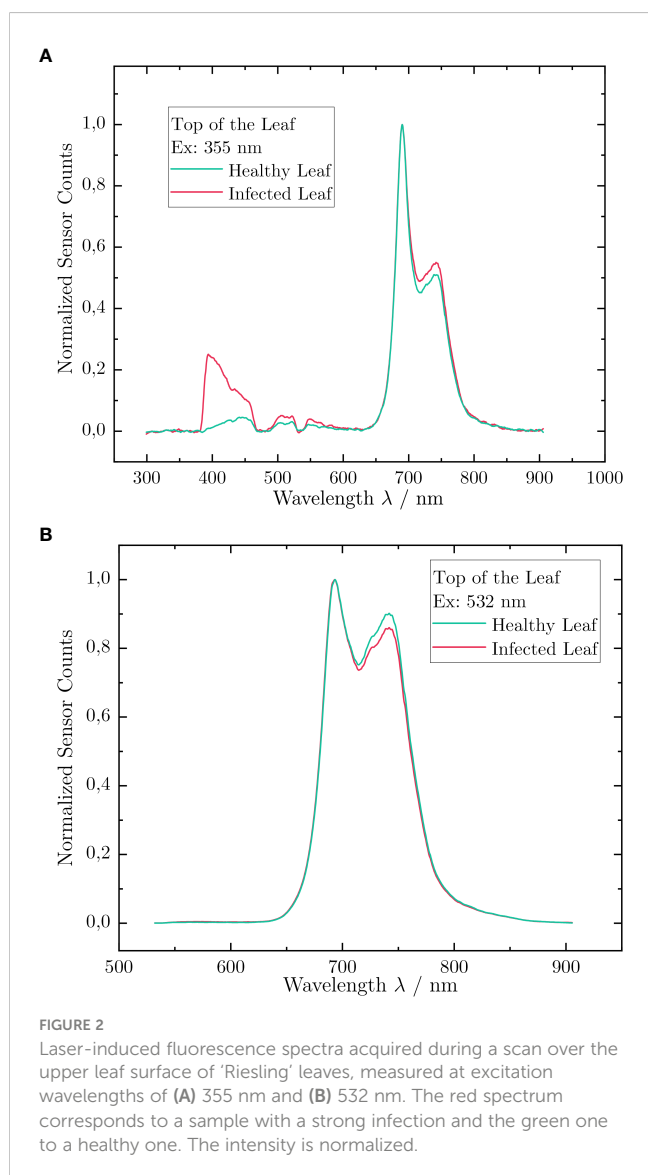 A
Top of the Leaf
Ex: 355 nm
Healthy Leaf
Infected Leaf
Normalized Sensor Counts
1,0
0,8
0,6
0,4
0,2
0,0
300 400 500 600 700 800 900 1000
Wavelength λ / nm
B
Top of the Leaf
Ex: 532 nm
Healthy Leaf
Infected Leaf
Normalized Sensor Counts
1,0
0,8
0,6
0,4
0,2
0,0
500 600 700 800 900
Wavelength λ / nm
FIGURE 2
Laser-induced fluorescence spectra acquired during a scan over the
upper leaf surface of ‘Riesling’ leaves, measured at excitation
wavelengths of (A) 355 nm and (B) 532 nm. The red spectrum
corresponds to a sample with a strong infection and the green one
to a healthy one. The intensity is normalized.